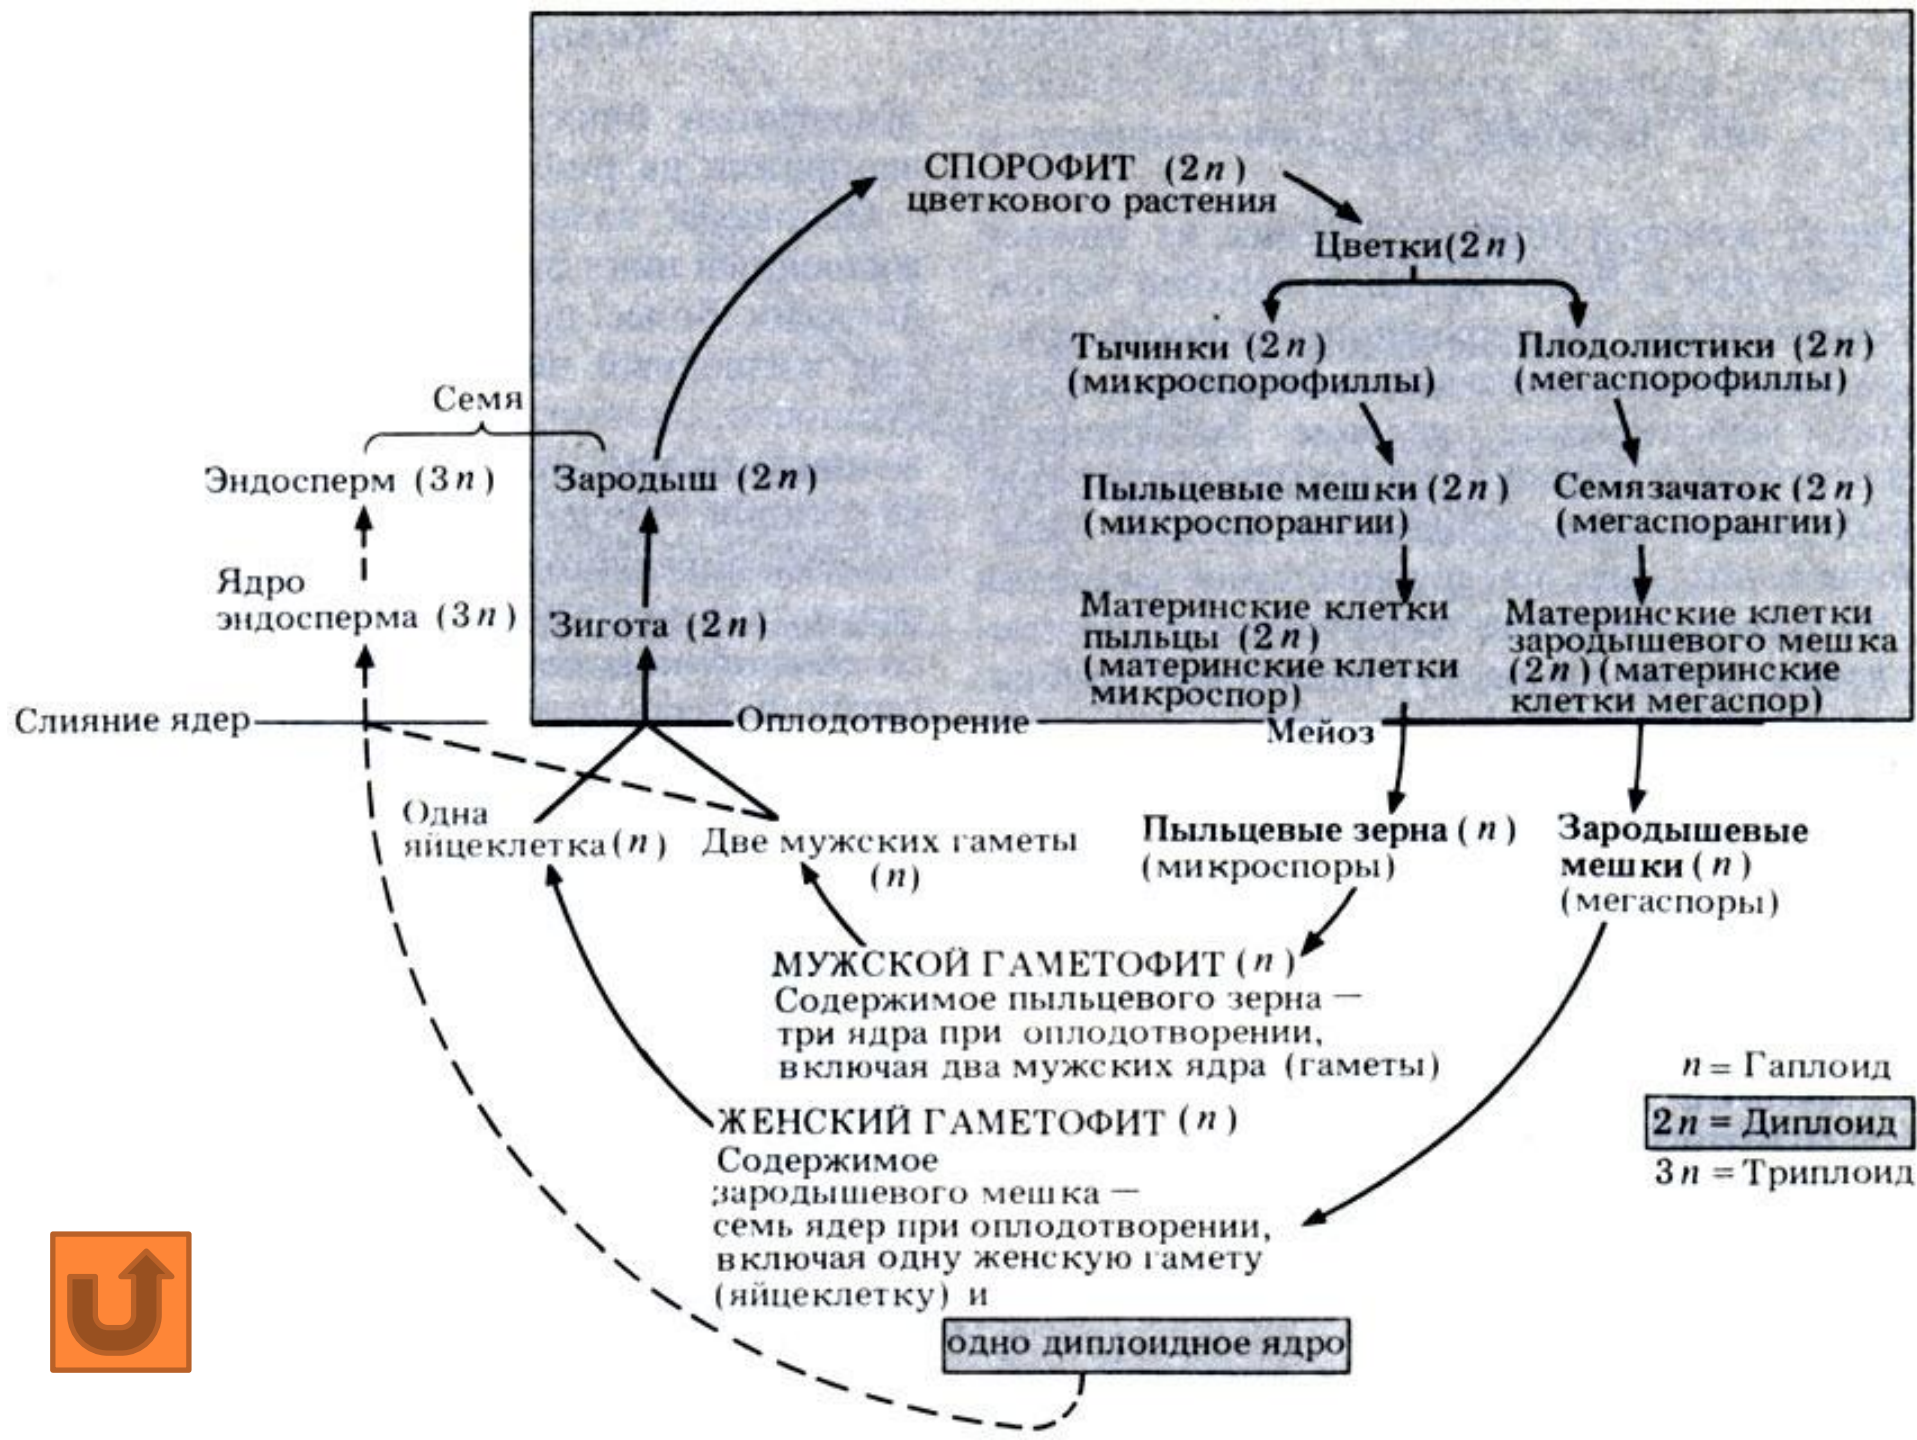 СПОРОФИТ (2n)
цветкового растения
Цветки(2n)
Тычинки (2n)
(микроспорофиллы)
Плодолистики (2n)
(мегаспорофиллы)
Семя
Эндосперм (3n)
Зародыш (2n)
Пыльцевые мешки (2n)
(микроспорангии)
Семязачаток (2n)
(мегаспорангии)
Ядро
эндосперма (3n)
Зигота (2n)
Материнские клетки
пыльцы (2n)
(материнские клетки
микроспор)
Материнские клетки
зародышевого мешка
(2n) (материнские
клетки мегаспор)
Слияние ядер
Оплодотворение
Мейоз
Одна
яйцеклетка (n)
Две мужских гаметы
(n)
Пыльцевые зерна (n)
(микроспоры)
Зародышевые
мешки (n)
(мегаспоры)
МУЖСКОЙ ГАМЕТОФИТ (n)
Содержимое пыльцевого зерна —
три ядра при оплодотворении,
включая два мужских ядра (гаметы)
ЖЕНСКИЙ ГАМЕТОФИТ (n)
Содержимое
зародышевого мешка —
семь ядер при оплодотворении,
включая одну женскую гамету
(яйцеклетку) и
одно диплоидное ядро
n = Гаплоид
2n = Диплоид
3n = Триплоид